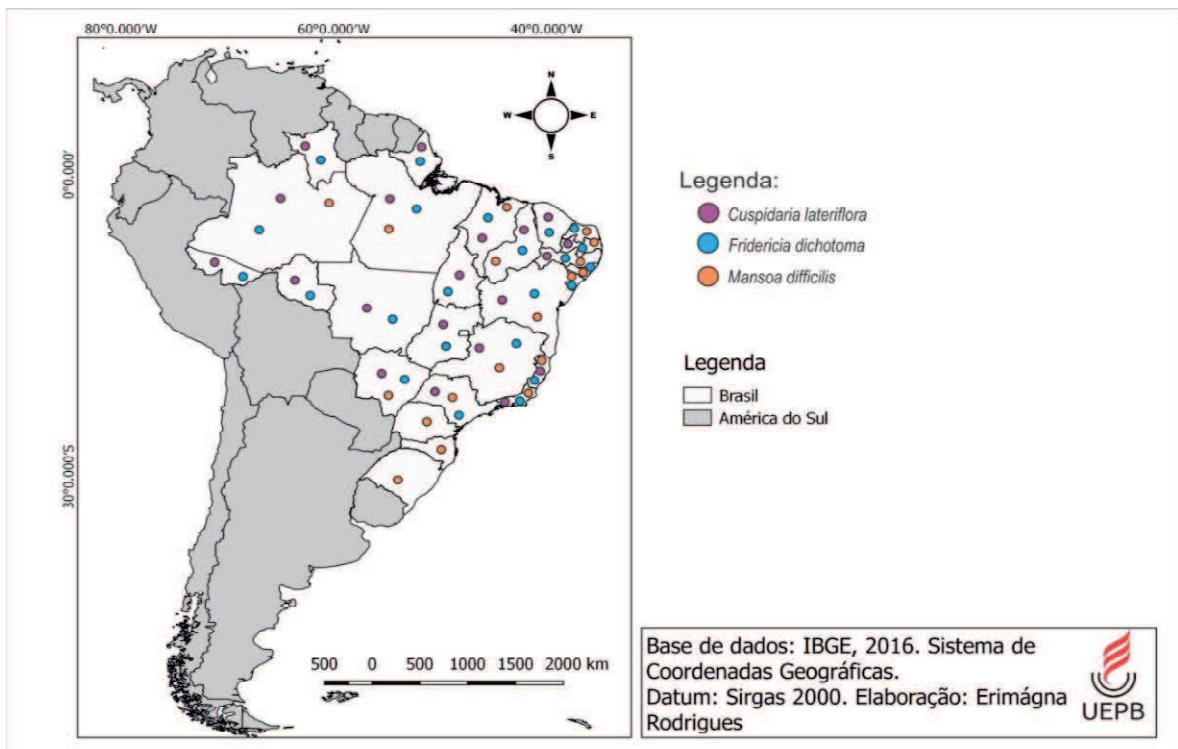 80°0.000'W 60°0.000'W 40°0.000'W
N
W E
S
0°0.000'
30°0.000'S
Legenda:
Cuspidaria lateriflora
Fridericia dichotoma
Mansoa difficilis
Legenda
Brasil
América do Sul
500 0 500 1000 1500 2000 km
Base de dados: IBGE, 2016. Sistema de
Coordenadas Geográficas.
Datum: Sirgas 2000. Elaboração: Erimágna
Rodrigues
UEPB